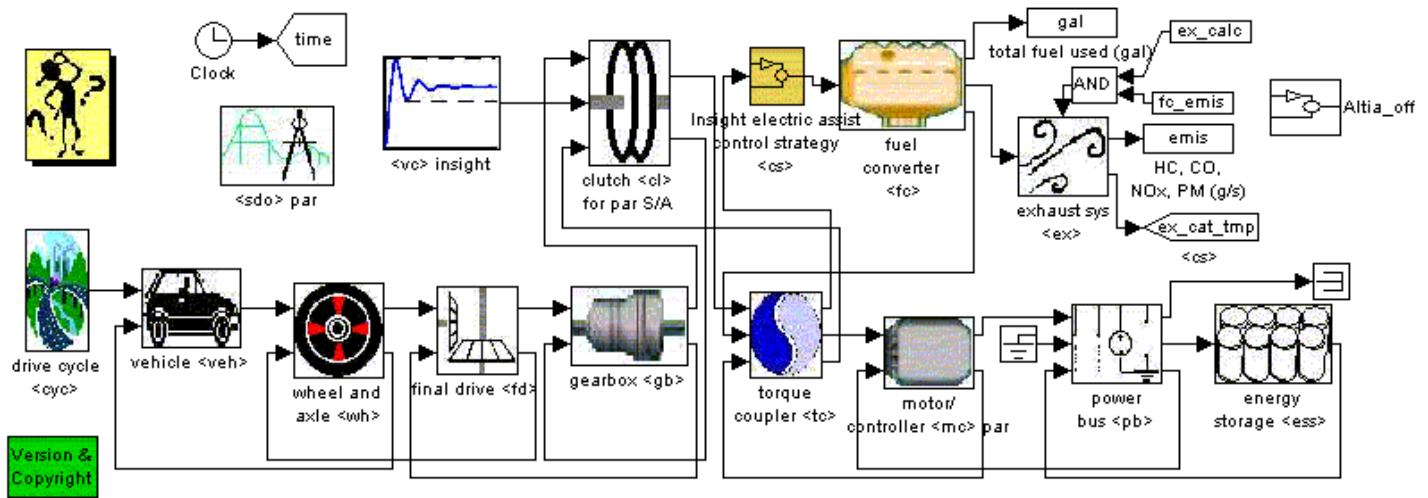 Clock
time
<sdo> par
<vc> insight
clutch <cl>
for par S/A
Insight electric assist
control strategy <cs>
fuel
converter
<fc>
gal
total fuel used (gal)
ex_calc
AND
fc_emis
emis
HC, CO,
NOx, PM (g/s)
exhaust sys
<ex>
ex_cat_tmp
<cs>
Altia_off
drive cycle
<cyc>
vehicle <veh>
wheel and
axle <wh>
final drive <fd>
gearbox <gb>
torque
coupler <tc>
motor/
controller <mc> par
power
bus <pb>
energy
storage <ess>
Version &
Copyright